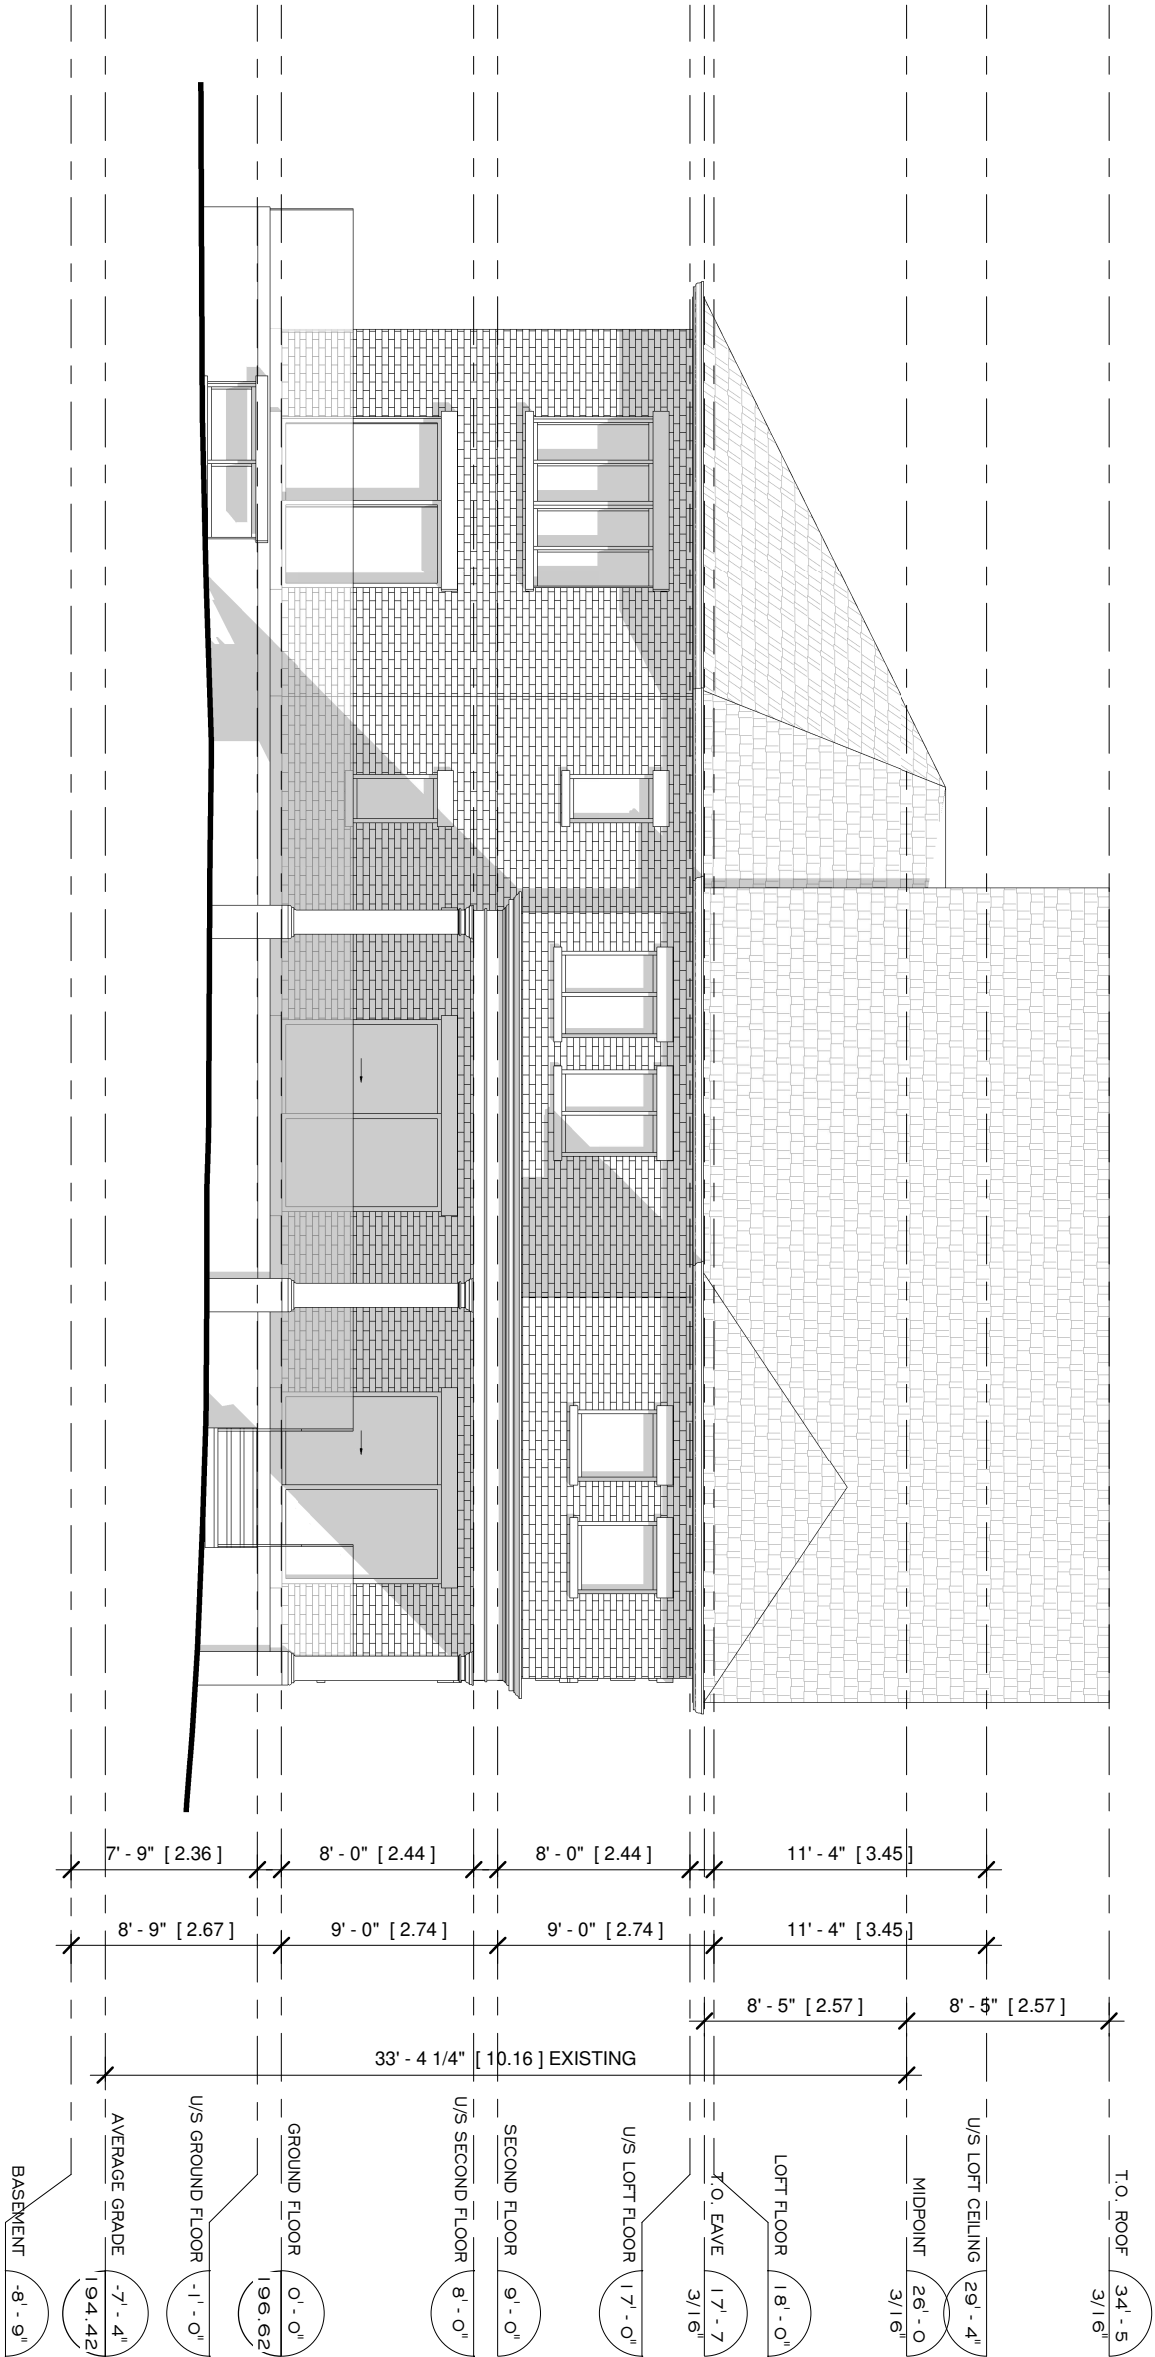 7' - 9" [ 2.36 ]
8' - 0" [ 2.44 ]
8' - 0" [ 2.44 ]
11' - 4" [ 3.45 ]
8' - 9" [ 2.67 ]
9' - 0" [ 2.74 ]
9' - 0" [ 2.74 ]
11' - 4" [ 3.45 ]
8' - 5" [ 2.57 ]
8' - 5" [ 2.57 ]
33' - 4 1/4" [ 10.16 ] EXISTING
T.O. ROOF
34' - 5
3/16"
U/S LOFT CEILING
29' - 4"
MIDPOINT
26' - 0
3/16"
LOFT FLOOR
18' - 0"
T.O. EAVE
17' - 7
3/16"
U/S LOFT FLOOR
17' - 0"
SECOND FLOOR
9' - 0"
U/S SECOND FLOOR
8' - 0"
GROUND FLOOR
0' - 0"
196.62
U/S GROUND FLOOR
-1' - 0"
AVERAGE GRADE
-7' - 4"
194.42
BASEMENT
-8' - 9"